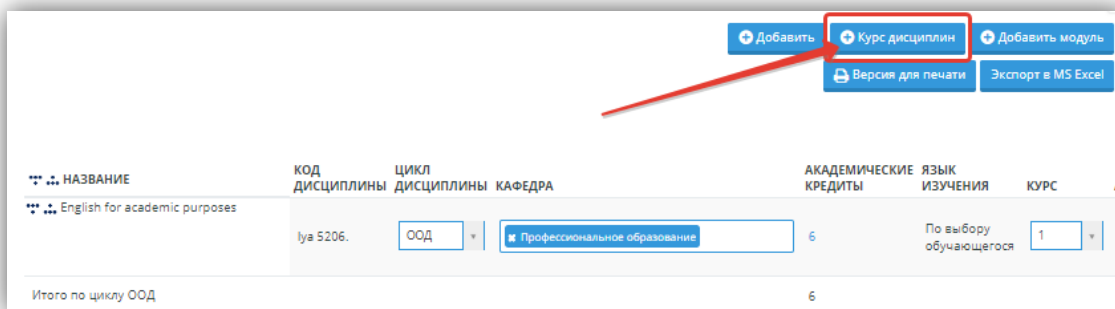 Добавить Курс дисциплин Добавить модуль
Версия для печати Экспорт в MS Excel
НАЗВАНИЕ КОД ДИСЦИПЛИНЫ ЦИКЛ ДИСЦИПЛИНЫ КАФЕДРА АКАДЕМИЧЕСКИЕ КРЕДИТЫ ЯЗЫК ИЗУЧЕНИЯ КУРС
English for academic purposes
Iya 5206. ООД Профессиональное образование 6 По выбору обучающегося 1
Итого по циклу ООД 6